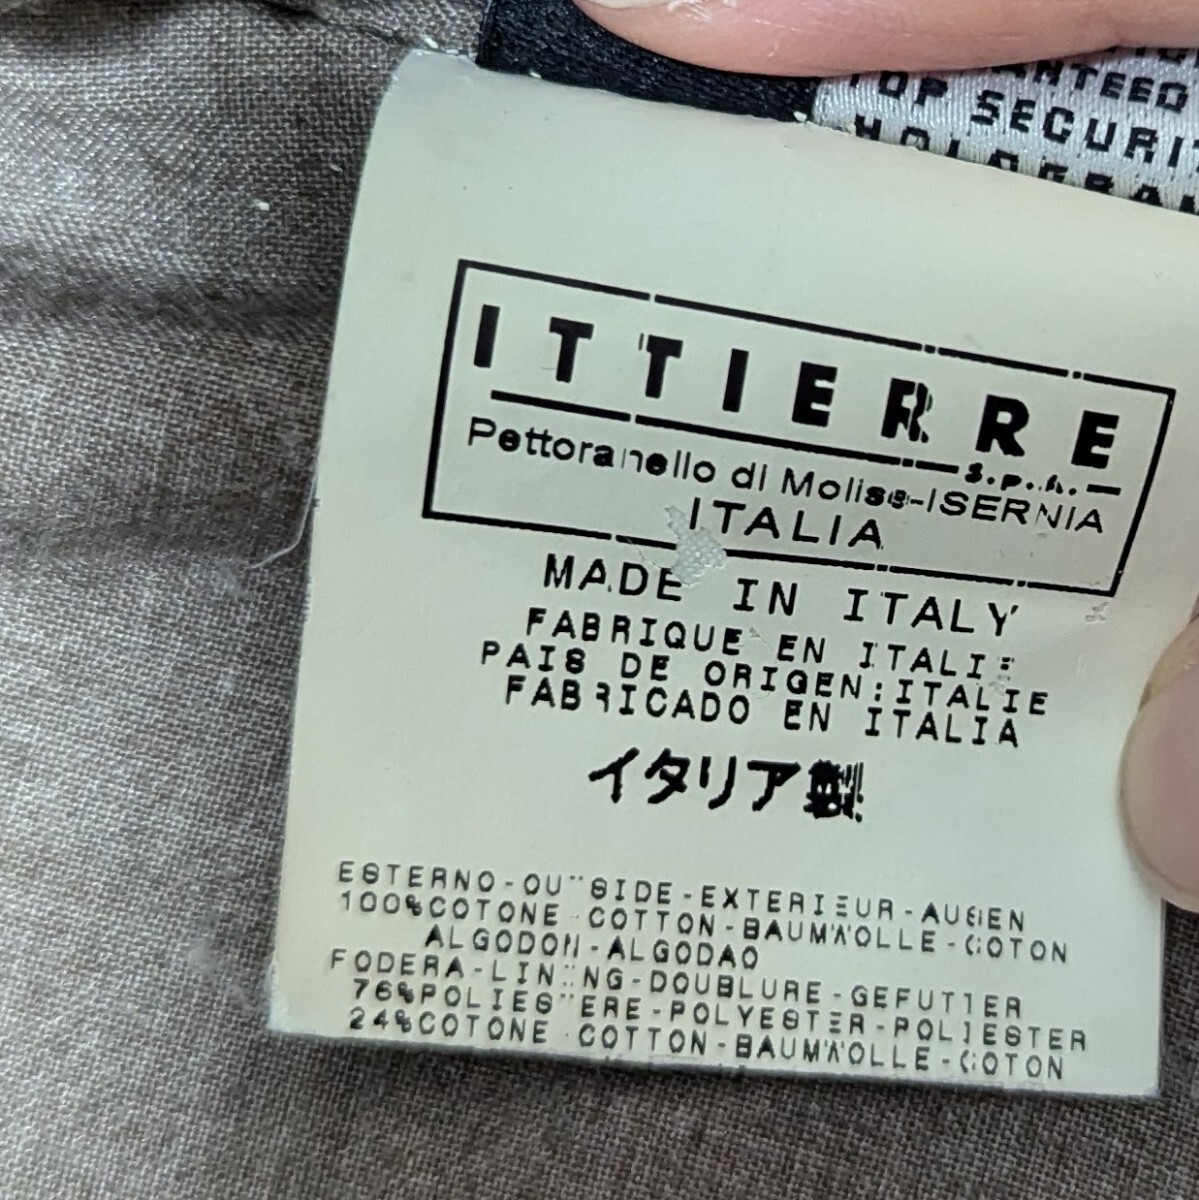 TOP SECURIT
HOLOGRAM
ITTIERRE
s.p.a.
Pettoranello di Molise-ISERNIA
ITALIA
MADE IN ITALY
FABRIQUE EN ITALIE
PAIS DE ORIGEN:ITALIE
FABRICADO EN ITALIA
イタリア製
ESTERNO-OUTSIDE-EXTERIEUR-AUßEN
100%COTONE-COTTON-BAUMWOLLE-COTON
ALGODON-ALGODAO
FODERA-LINING-DOUBLURE-GEFUTTER
76%POLIESTERE-POLYESTER-POLIESTER
24%COTONE-COTTON-BAUMWOLLE-COTON